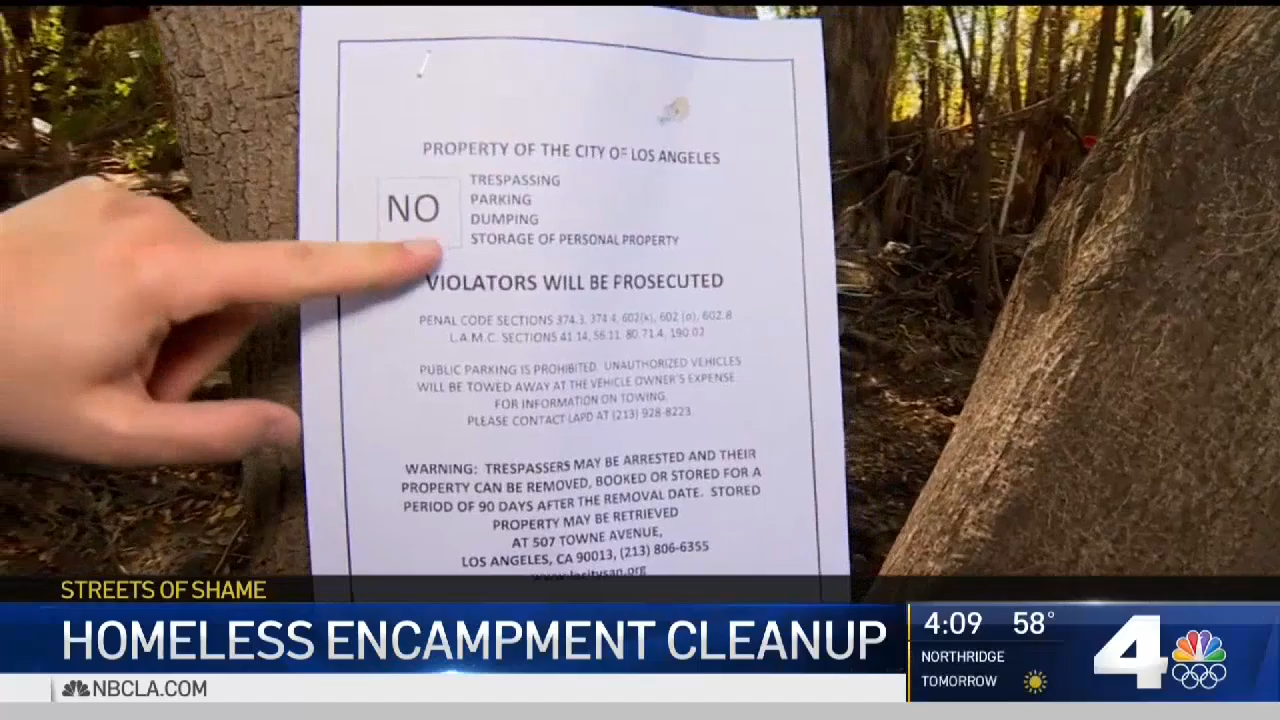 PROPERTY OF THE CITY OF LOS ANGELES
NO
TRESPASSING
PARKING
DUMPING
STORAGE OF PERSONAL PROPERTY
VIOLATORS WILL BE PROSECUTED
PENAL CODE SECTIONS 374.3, 374.4, 602(k), 602 (o), 602.8
L.A.M.C. SECTIONS 41.14, 56.11, 80.71.4, 190.02
PUBLIC PARKING IS PROHIBITED. UNAUTHORIZED VEHICLES
WILL BE TOWED AWAY AT THE VEHICLE OWNER'S EXPENSE
FOR INFORMATION ON TOWING,
PLEASE CONTACT LAPD AT (213) 928-8223
WARNING: TRESPASSERS MAY BE ARRESTED AND THEIR
PROPERTY CAN BE REMOVED, BOOKED OR STORED FOR A
PERIOD OF 90 DAYS AFTER THE REMOVAL DATE. STORED
PROPERTY MAY BE RETRIEVED
AT 507 TOWNE AVENUE,
LOS ANGELES, CA 90013, (213) 806-6355
www.lacitysan.org
STREETS OF SHAME
HOMELESS ENCAMPMENT CLEANUP
NBCLA.COM
4:09 58°
NORTHRIDGE
TOMORROW
4